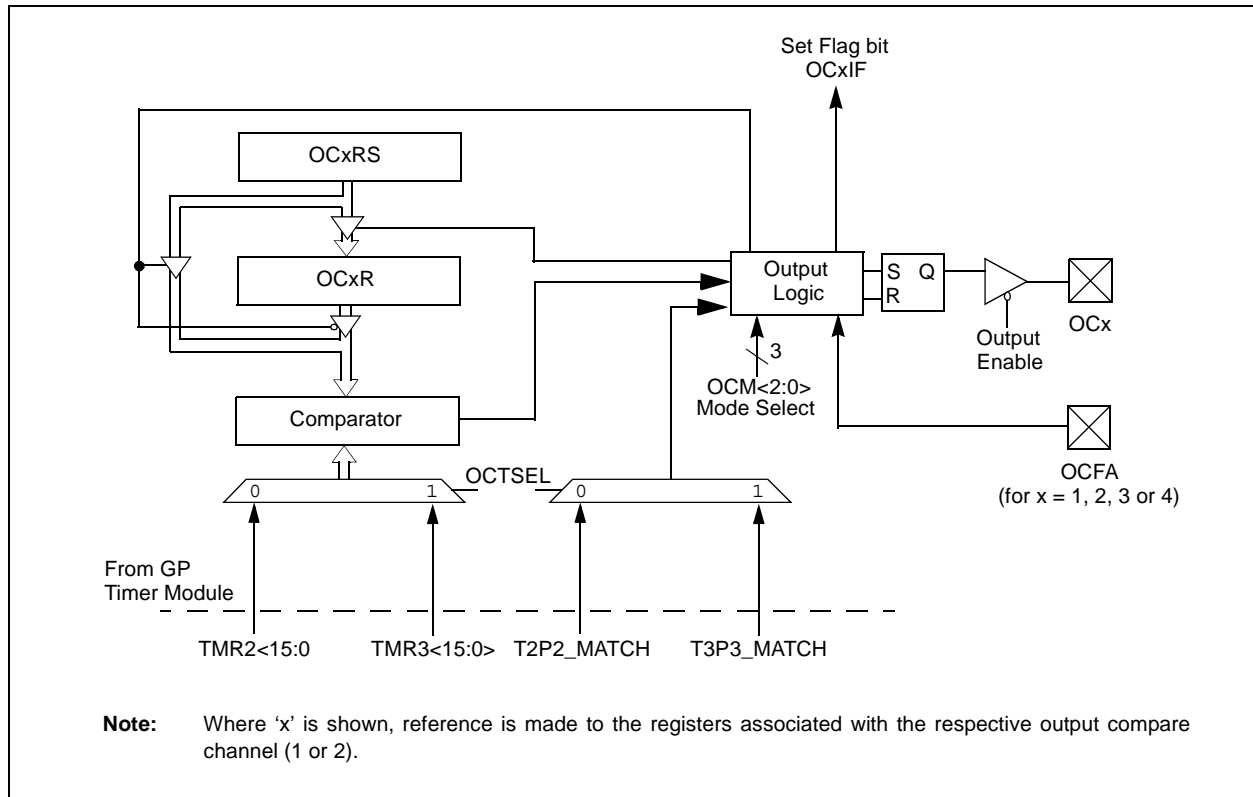 Set Flag bit
OCxIF
OCxRS
OCxR
Output
Logic
S Q
R
OCx
Output
Enable
3
OCM<2:0>
Mode Select
Comparator
OCTSEL
0 1
0 1
OCFA
(for x = 1, 2, 3 or 4)
From GP
Timer Module
TMR2<15:0
TMR3<15:0>
T2P2_MATCH
T3P3_MATCH
Note: Where ‘x’ is shown, reference is made to the registers associated with the respective output compare
channel (1 or 2).